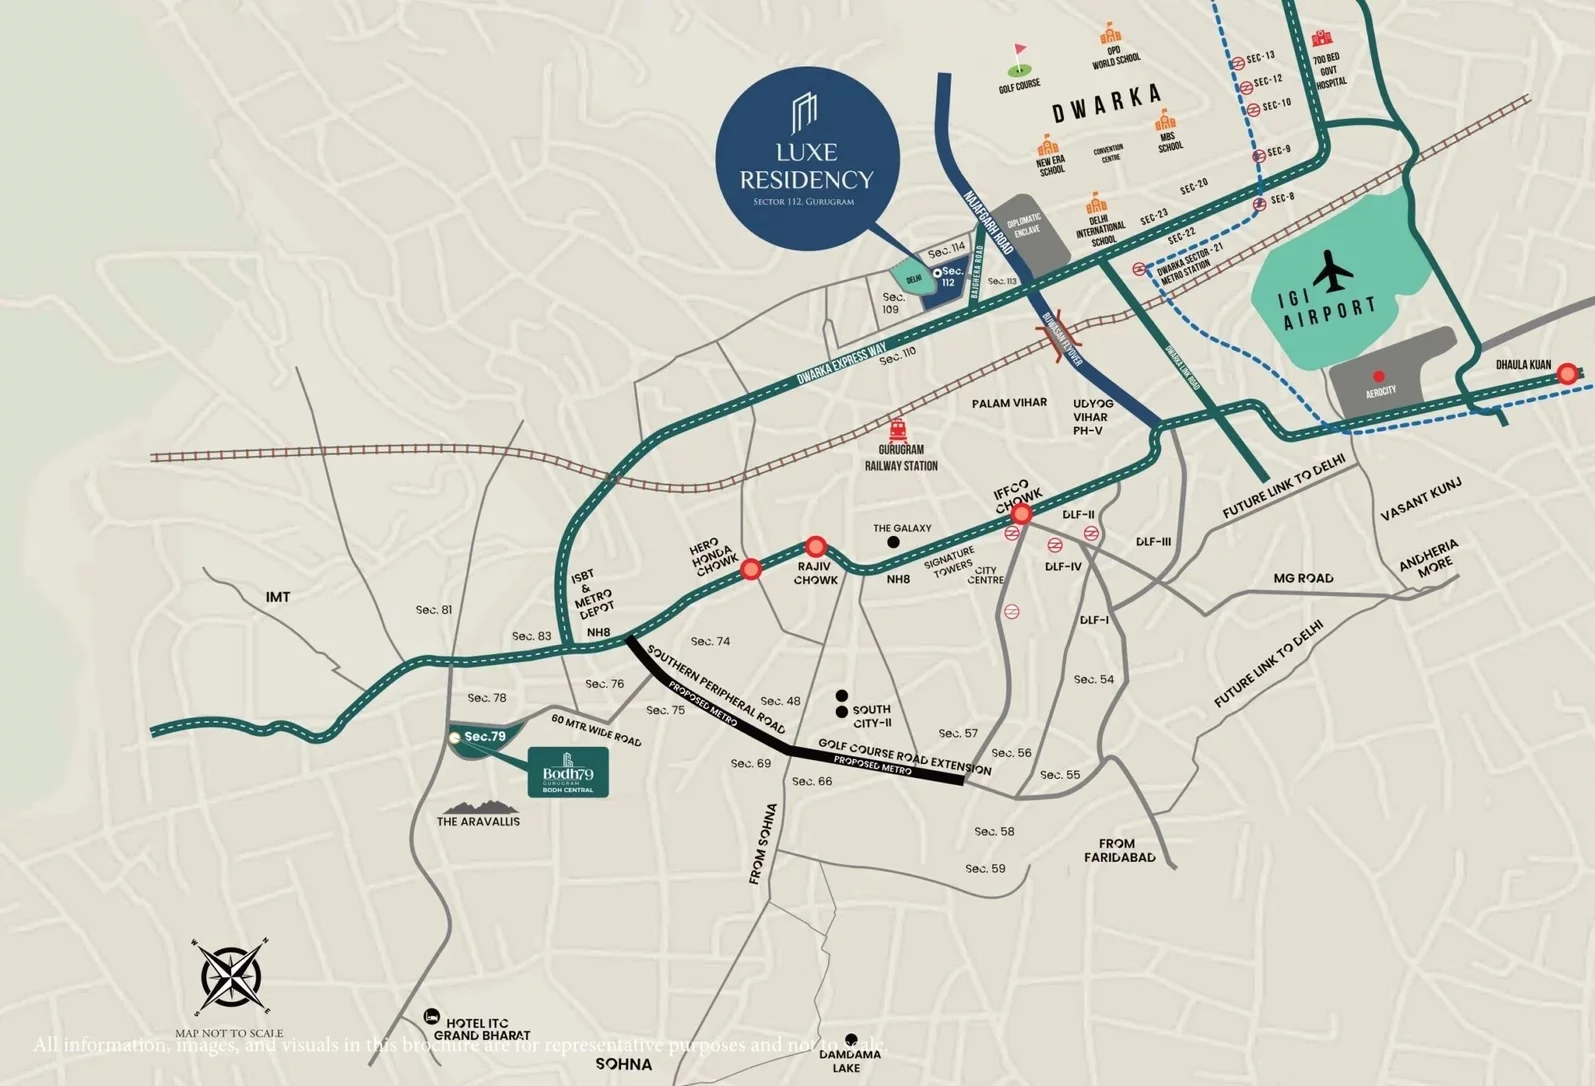 OPD
WORLD SCHOOL
GOLF COURSE
DWARKA
SEC-13
SEC-12
SEC-10
700 BED
GOVT
HOSPITAL
LUXE
RESIDENCY
SECTOR 112, GURUGRAM
NEW ERA
SCHOOL
CONVENTION
CENTRE
MBS
SCHOOL
SEC-9
SEC-8
NAJAFGARH ROAD
DIPLOMATIC
ENCLAVE
DELHI
INTERNATIONAL
SCHOOL
SEC-20
SEC-23
SEC-22
DWARKA SECTOR-21
METRO STATION
Sec. 114
DELHI
Sec.
112
BAJGHERA ROAD
Sec. 113
Sec.
109
IGI
AIRPORT
DWARKA EXPRESS WAY
Sec. 110
BIJWASAN FLYOVER
DWARKA LINK ROAD
AEROCITY
DHAULA KUAN
PALAM VIHAR
UDYOG
VIHAR
PH-V
GURUGRAM
RAILWAY STATION
FUTURE LINK TO DELHI
VASANT KUNJ
IFFCO
CHOWK
DLF-II
DLF-III
ANDHERIA
MORE
THE GALAXY
HERO
HONDA
CHOWK
RAJIV
CHOWK
NH8
SIGNATURE
TOWERS
CITY
CENTRE
DLF-IV
MG ROAD
ISBT
&
METRO
DEPOT
IMT
Sec. 81
Sec. 83
NH8
Sec. 74
DLF-I
FUTURE LINK TO DELHI
SOUTHERN PERIPHERAL ROAD
PROPOSED METRO
Sec. 78
Sec. 76
Sec. 75
Sec. 48
SOUTH
CITY-II
Sec. 54
60 MTR. WIDE ROAD
Sec.79
Sec. 57
Sec. 56
GOLF COURSE ROAD EXTENSION
PROPOSED METRO
Sec. 69
Sec. 66
Sec. 55
Bodh79
GURUGRAM
BODH CENTRAL
THE ARAVALLIS
FROM SOHNA
Sec. 58
Sec. 59
FROM
FARIDABAD
W
N
S
E
MAP NOT TO SCALE
HOTEL ITC
GRAND BHARAT
All information, images, and visuals in this brochure are for representative purposes and not to scale.
SOHNA
DAMDAMA
LAKE